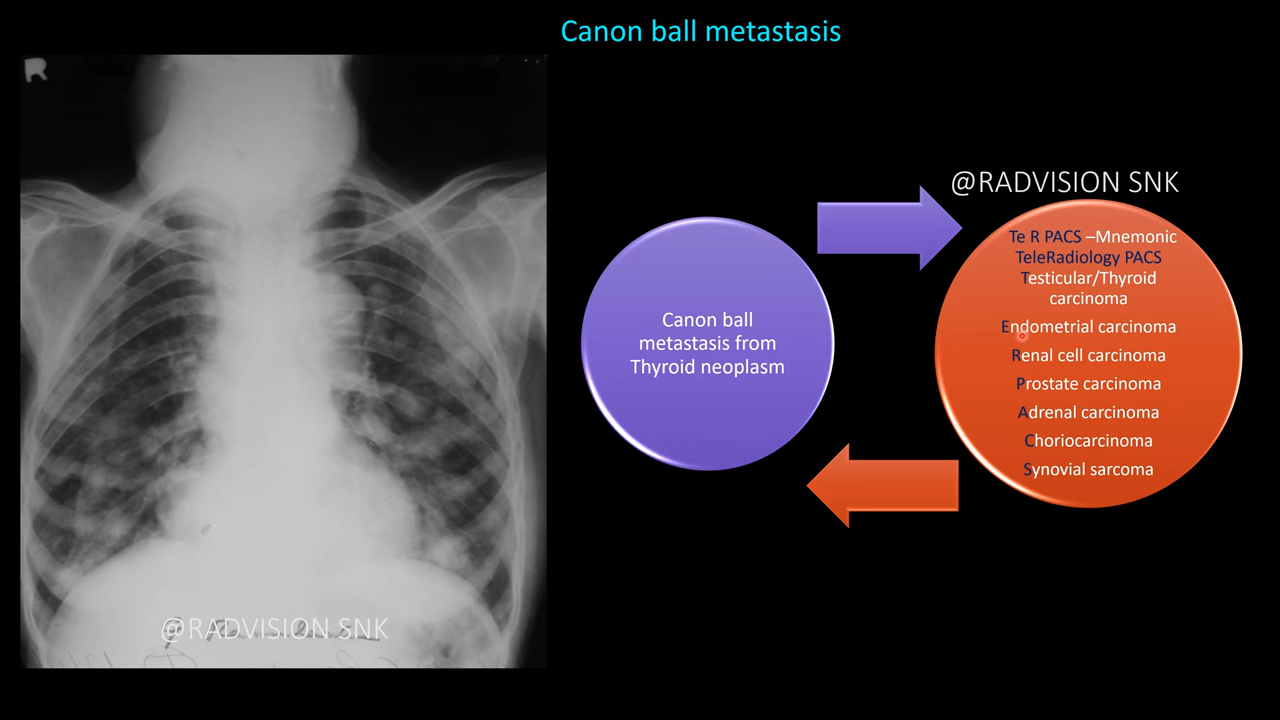 Canon ball metastasis
R
@RADVISION SNK
Canon ball
metastasis from
Thyroid neoplasm
@RADVISION SNK
Te R PACS –Mnemonic
TeleRadiology PACS
Testicular/Thyroid
carcinoma
Endometrial carcinoma
Renal cell carcinoma
Prostate carcinoma
Adrenal carcinoma
Choriocarcinoma
Synovial sarcoma